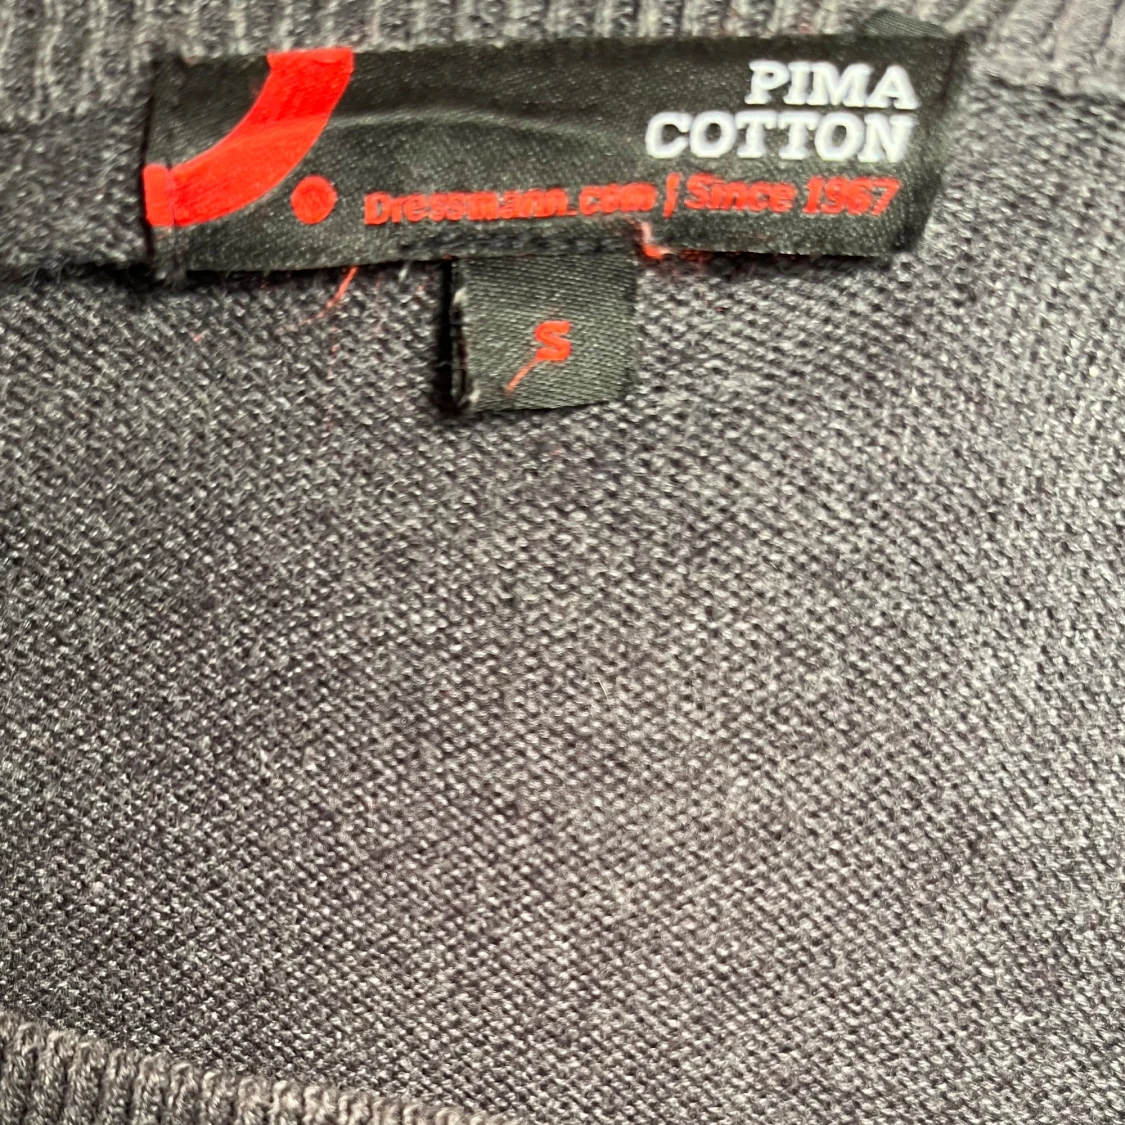 PIMA
COTTON
Dressmann.com | Since 1967
S